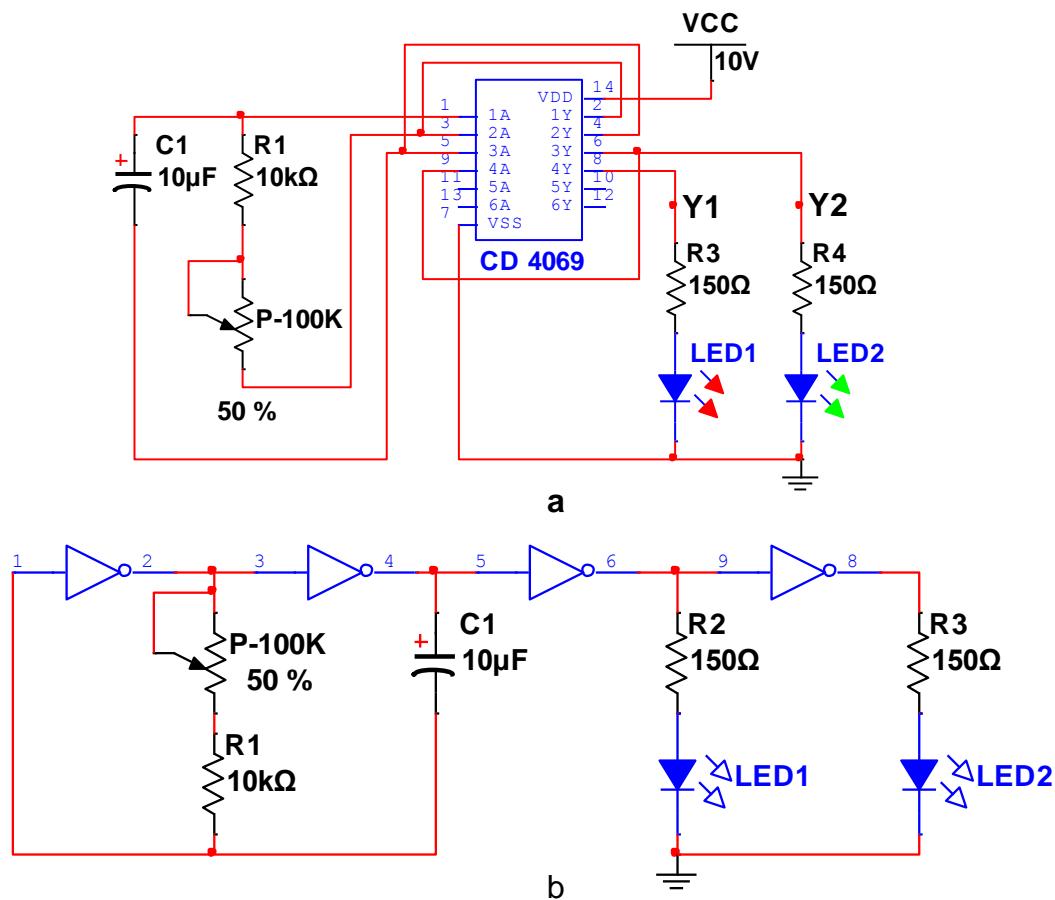 VCC
10V
14
VDD
1 1A 1Y 2
3 2A 2Y 4
5 3A 3Y 6
9 4A 4Y 8
11 5A 5Y 10
13 6A 6Y 12
7 VSS
CD 4069
+ C1
10µF
R1
10kΩ
P-100K
50 %
Y1
Y2
R3
150Ω
R4
150Ω
LED1
LED2
a
1 2 3 4 5 6 9 8
P-100K
50 %
R1
10kΩ
C1
+
10µF
R2
150Ω
R3
150Ω
LED1
LED2
b